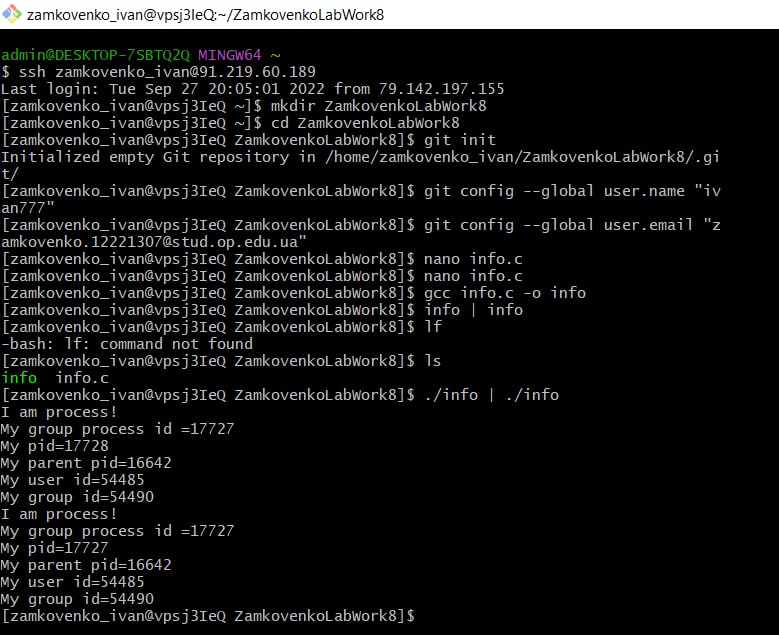 zamkovenko_ivan@vpsj3IeQ:~/ZamkovenkoLabWork8
admin@DESKTOP-7SBTQ2Q MINGW64 ~
$ ssh zamkovenko_ivan@91.219.60.189
Last login: Tue Sep 27 20:05:01 2022 from 79.142.197.155
[zamkovenko_ivan@vpsj3IeQ ~]$ mkdir ZamkovenkoLabWork8
[zamkovenko_ivan@vpsj3IeQ ~]$ cd ZamkovenkoLabWork8
[zamkovenko_ivan@vpsj3IeQ ZamkovenkoLabWork8]$ git init
Initialized empty Git repository in /home/zamkovenko_ivan/ZamkovenkoLabWork8/.gi
t/
[zamkovenko_ivan@vpsj3IeQ ZamkovenkoLabWork8]$ git config --global user.name "iv
an777"
[zamkovenko_ivan@vpsj3IeQ ZamkovenkoLabWork8]$ git config --global user.email "z
amkovenko.12221307@stud.op.edu.ua"
[zamkovenko_ivan@vpsj3IeQ ZamkovenkoLabWork8]$ nano info.c
[zamkovenko_ivan@vpsj3IeQ ZamkovenkoLabWork8]$ nano info.c
[zamkovenko_ivan@vpsj3IeQ ZamkovenkoLabWork8]$ gcc info.c -o info
[zamkovenko_ivan@vpsj3IeQ ZamkovenkoLabWork8]$ info | info
[zamkovenko_ivan@vpsj3IeQ ZamkovenkoLabWork8]$ lf
-bash: lf: command not found
[zamkovenko_ivan@vpsj3IeQ ZamkovenkoLabWork8]$ ls
info  info.c
[zamkovenko_ivan@vpsj3IeQ ZamkovenkoLabWork8]$ ./info | ./info
I am process!
My group process id =17727
My pid=17728
My parent pid=16642
My user id=54485
My group id=54490
I am process!
My group process id =17727
My pid=17727
My parent pid=16642
My user id=54485
My group id=54490
[zamkovenko_ivan@vpsj3IeQ ZamkovenkoLabWork8]$